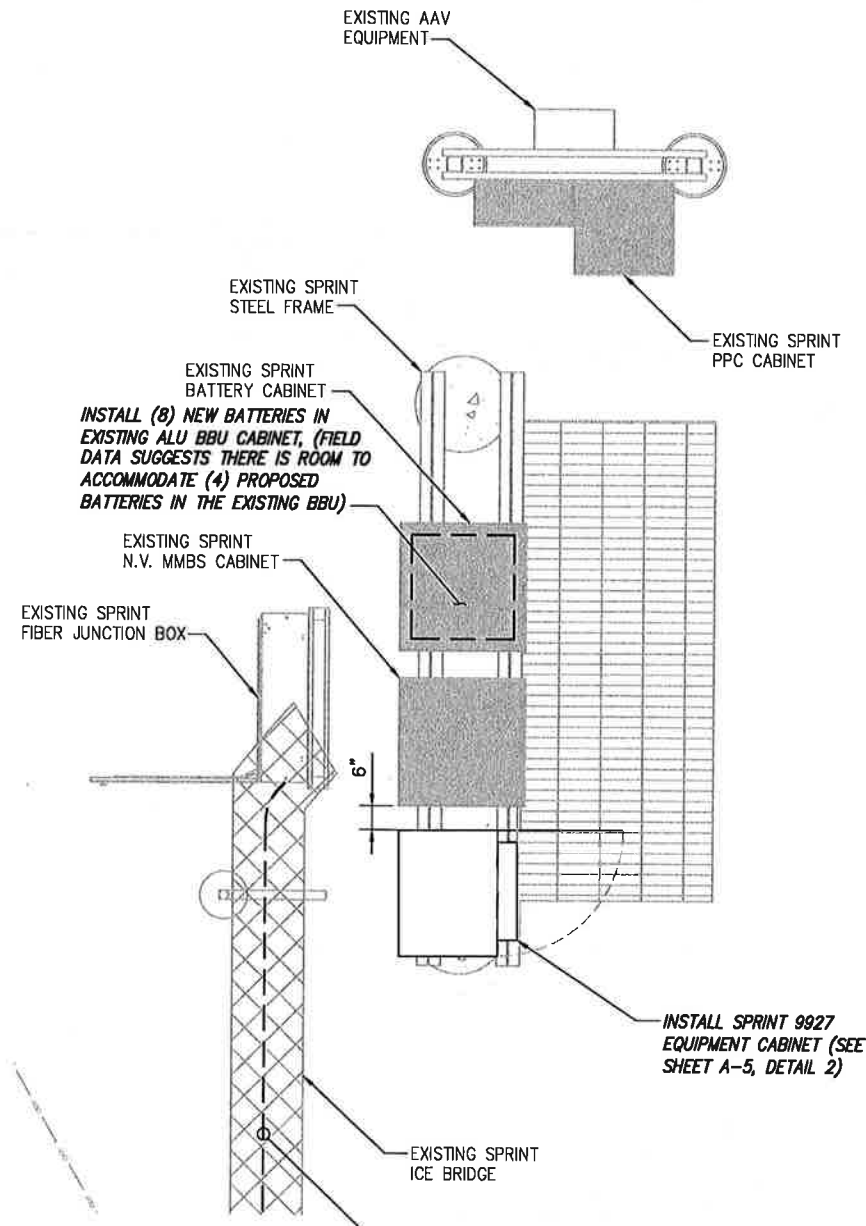 EXISTING AAV
EQUIPMENT
EXISTING SPRINT
STEEL FRAME
EXISTING SPRINT
PPC CABINET
EXISTING SPRINT
BATTERY CABINET
INSTALL (8) NEW BATTERIES IN
EXISTING ALU BBU CABINET, (FIELD
DATA SUGGESTS THERE IS ROOM TO
ACCOMMODATE (4) PROPOSED
BATTERIES IN THE EXISTING BBU)
EXISTING SPRINT
N.V. MMBS CABINET
EXISTING SPRINT
FIBER JUNCTION BOX
6"
INSTALL SPRINT 9927
EQUIPMENT CABINET (SEE
SHEET A-5, DETAIL 2)
EXISTING SPRINT
ICE BRIDGE